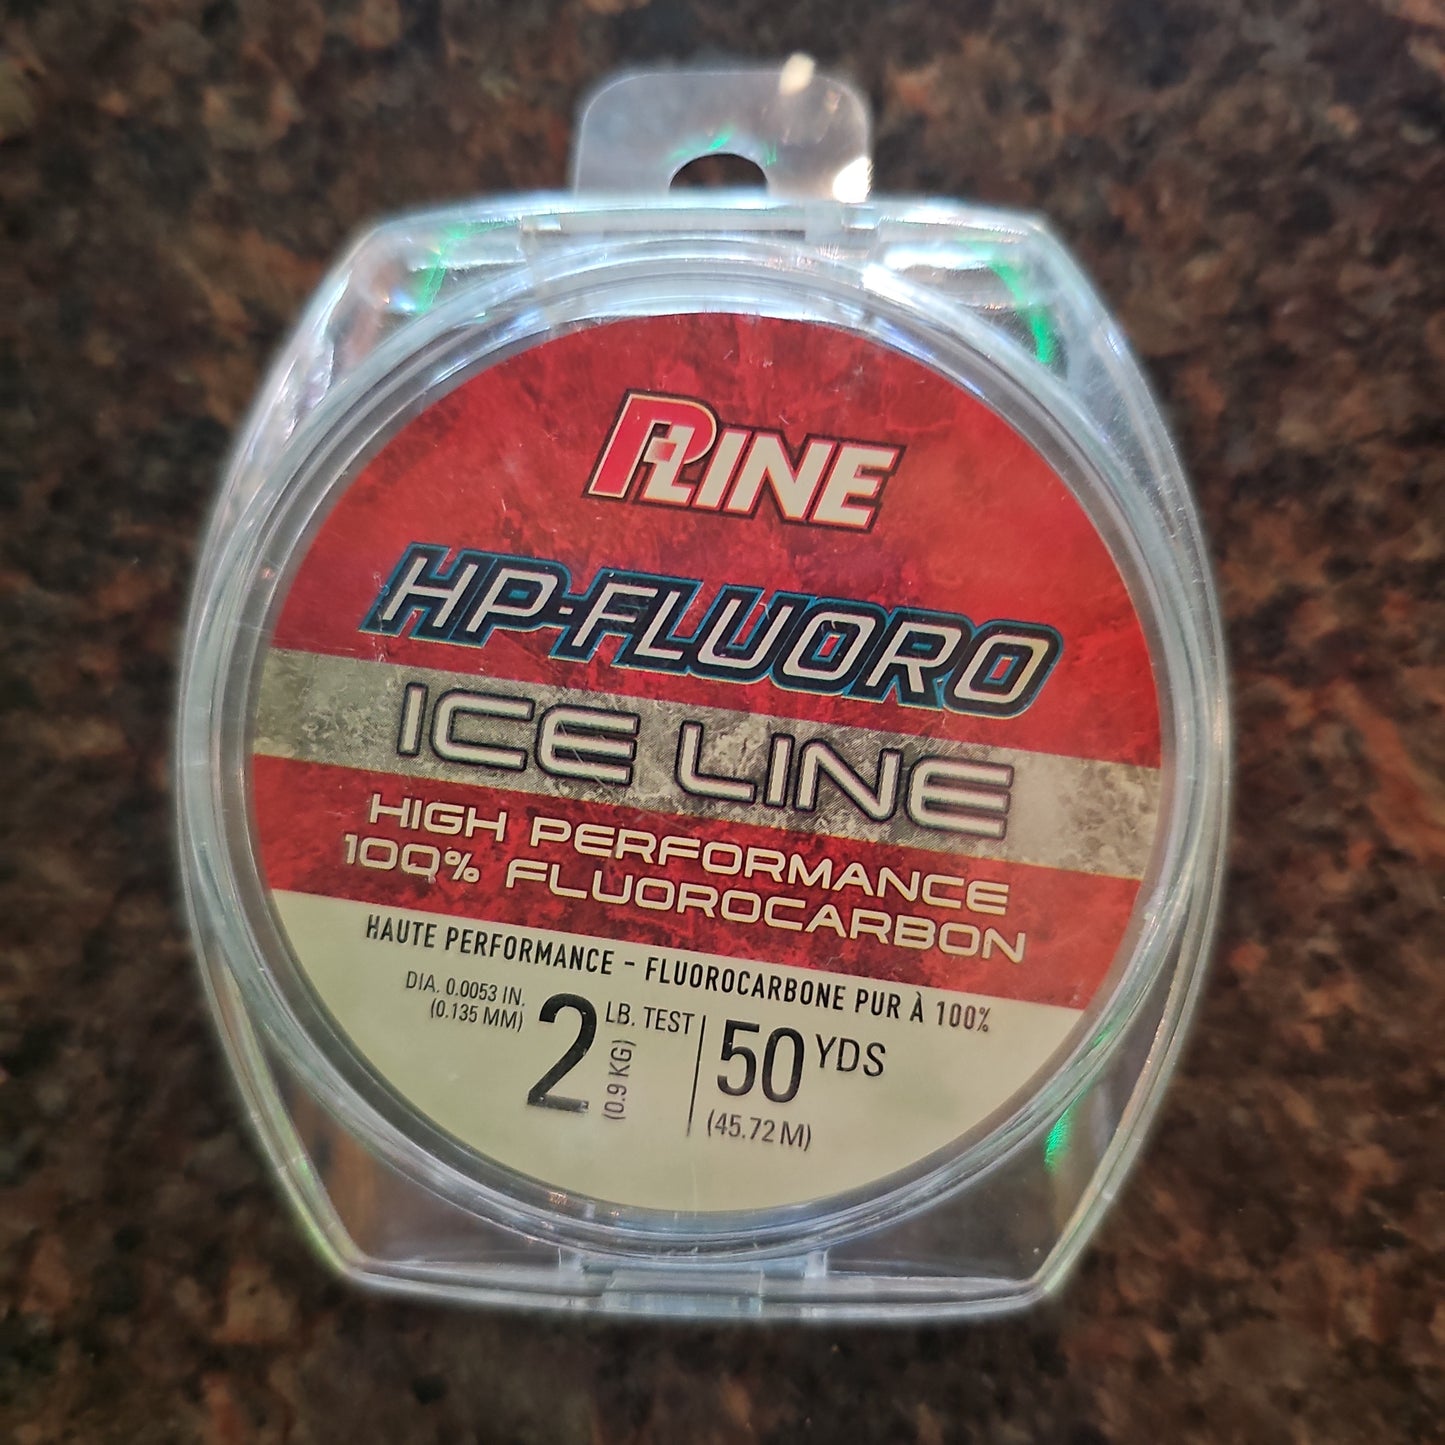 PLINE
HP-FLUORO
ICE LINE
HIGH PERFORMANCE
100% FLUOROCARBON
HAUTE PERFORMANCE - FLUOROCARBONE PUR À 100%
DIA. 0.0053 IN.
(0.135 MM)
2 LB. TEST
(0.9 KG)
50 YDS
(45.72 M)